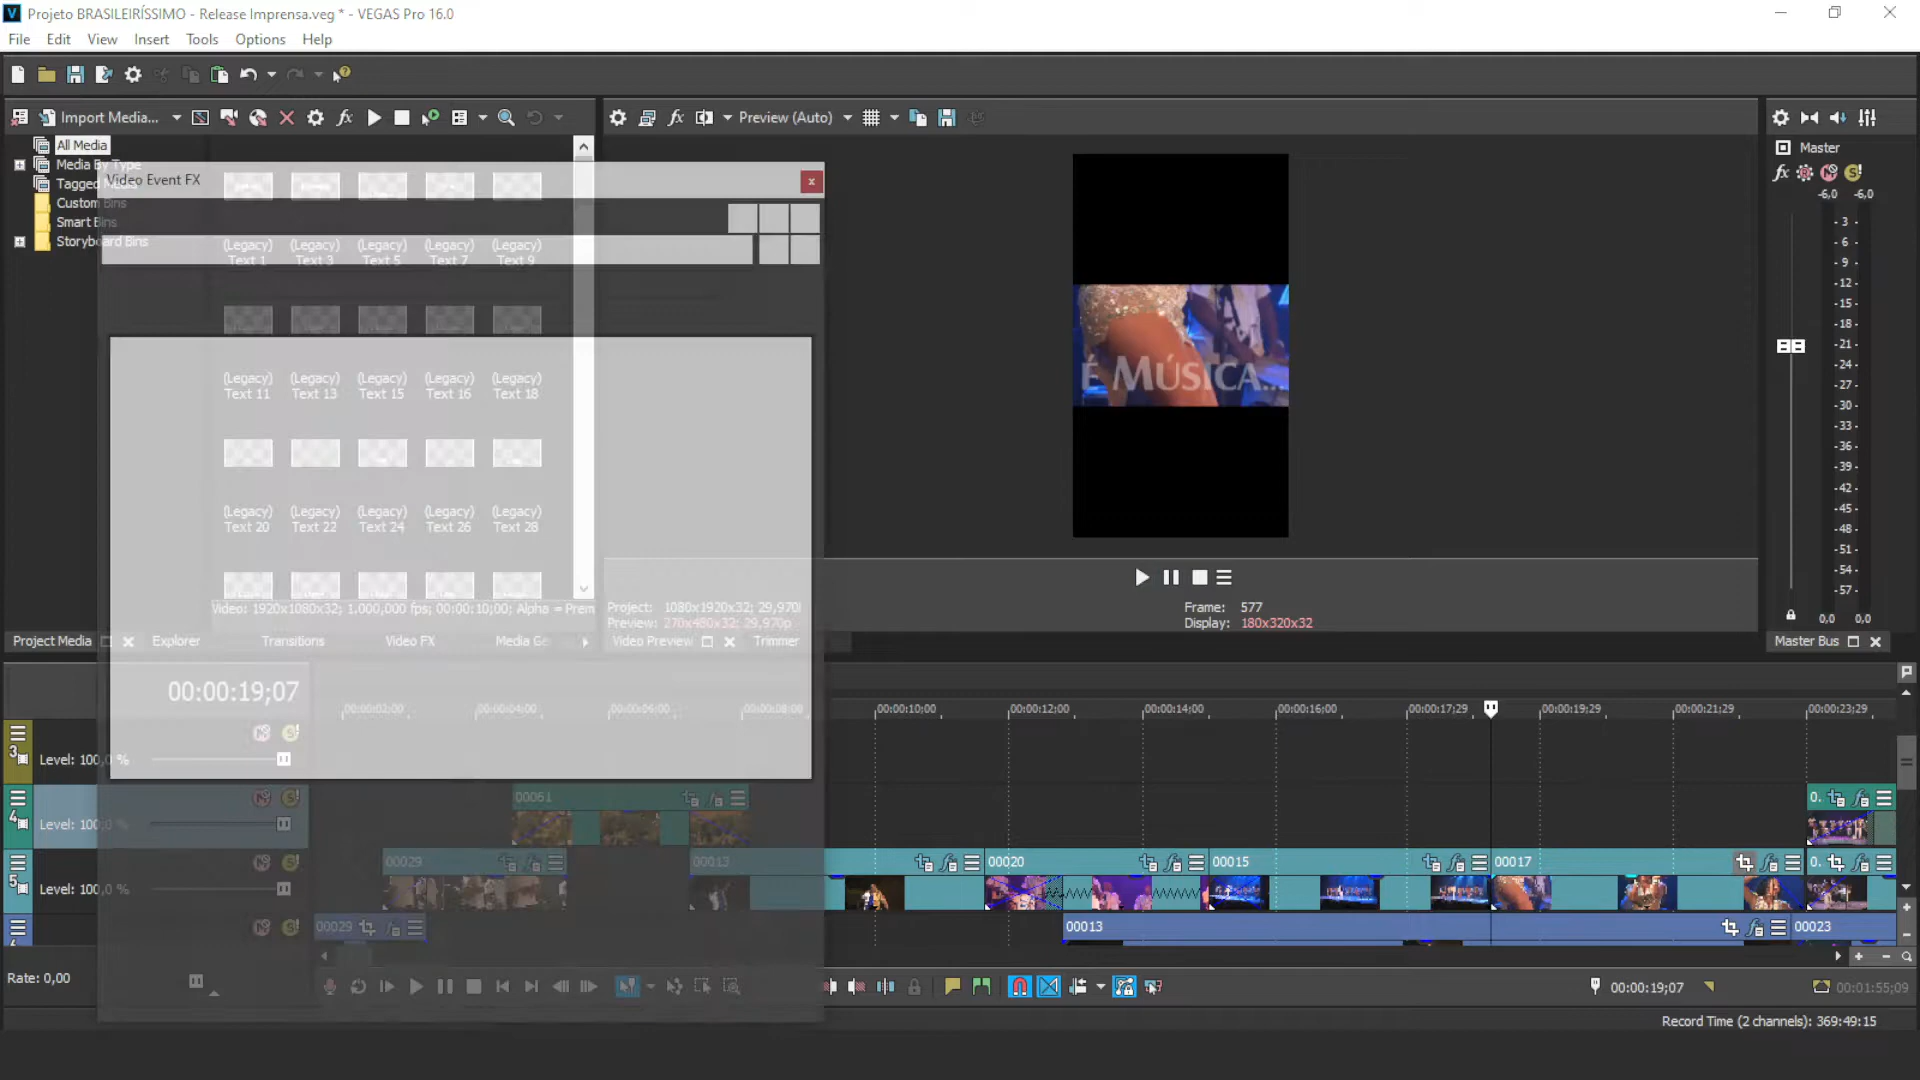 Projeto BRASILEIRÍSSIMO - Release Imprensa.veg * - VEGAS Pro 16.0
File Edit View Insert Tools Options Help
Import Media...
Preview (Auto)
All Media
Media By Type
Tagged Media
Custom Bins
Smart Bins
Storyboard Bins
Video Event FX
(Legacy) Text 1
(Legacy) Text 3
(Legacy) Text 5
(Legacy) Text 7
(Legacy) Text 9
(Legacy) Text 11
(Legacy) Text 13
(Legacy) Text 15
(Legacy) Text 16
(Legacy) Text 18
(Legacy) Text 20
(Legacy) Text 22
(Legacy) Text 24
(Legacy) Text 26
(Legacy) Text 28
Video: 1920x1080x32; 1.000,000 fps; 00:00:10;00; Alpha = Prem
Project Media Explorer Transitions Video FX Media Ge
É MÚSICA...
Project: 1080x1920x32; 29,970
Preview: 270x480x32; 29,970p
Frame: 577
Display: 180x320x32
Video Preview Trimmer
Master
-6,0 -6,0
- 3 -
- 6 -
- 9 -
- 12 -
- 15 -
- 18 -
- 21 -
- 24 -
- 27 -
- 30 -
- 33 -
- 36 -
- 39 -
- 42 -
- 45 -
- 48 -
- 51 -
- 54 -
- 57 -
0,0 0,0
Master Bus
00:00:19;07
00:00:02;00 00:00:04;00 00:00:06;00 00:00:08;00 00:00:10;00 00:00:12;00 00:00:14;00 00:00:16;00 00:00:17;29 00:00:19;29 00:00:21;29 00:00:23;29
3
Level: 100,0 %
00061
0.
4
Level: 100,0 %
00029 00013 00020 00015 00017 0.
5
Level: 100,0 %
00029 00013 00023
Rate: 0,00
00:00:19;07
00:01:55;09
Record Time (2 channels): 369:49:15